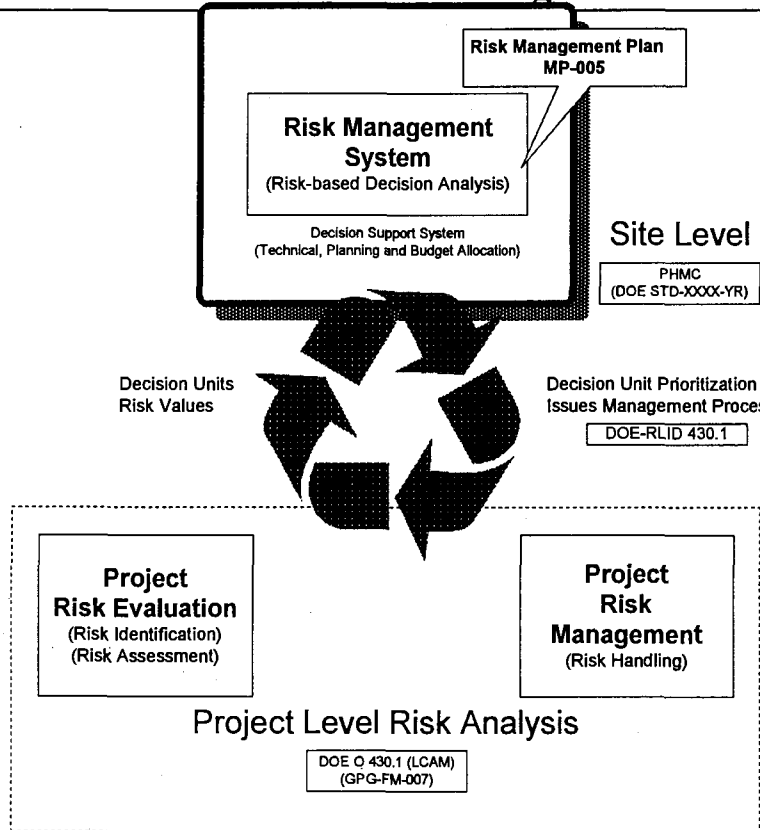 Risk Management Plan
MP-005
Risk Management
System
(Risk-based Decision Analysis)
Decision Support System
(Technical, Planning and Budget Allocation)
Site Level
PHMC
(DOE STD-XXXX-YR)
Decision Units
Risk Values
Decision Unit Prioritization
Issues Management Proces
DOE-RLID 430.1
Project
Risk Evaluation
(Risk Identification)
(Risk Assessment)
Project
Risk
Management
(Risk Handling)
Project Level Risk Analysis
DOE O 430.1 (LCAM)
(GPG-FM-007)